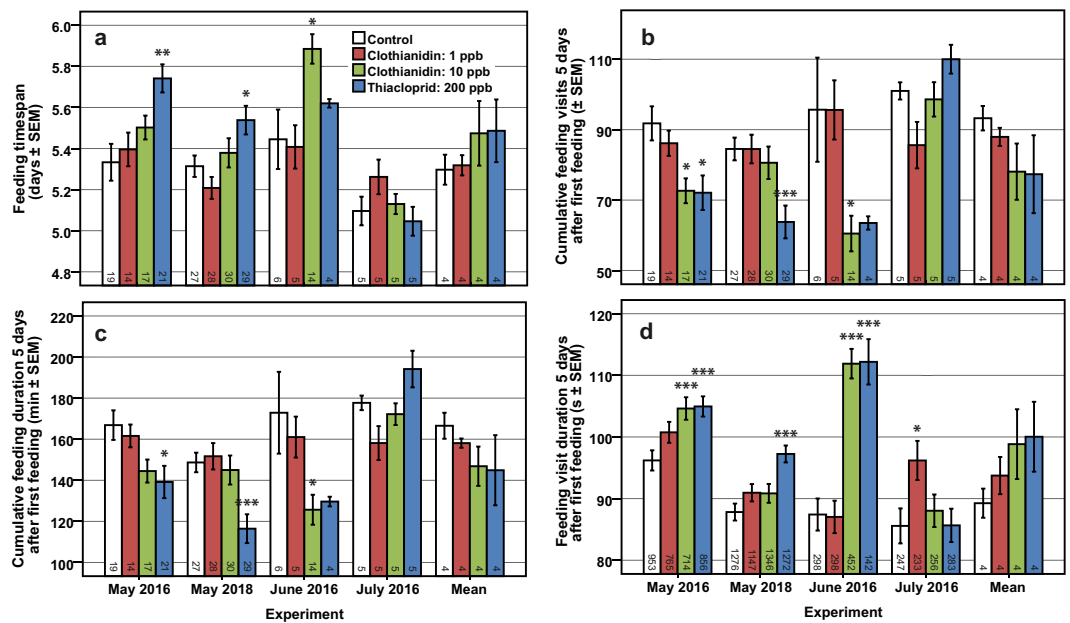 a
Feeding timespan
(days ± SEM)
6.0
5.8
5.6
5.4
5.2
5.0
4.8
** * *
Control
Clothianidin: 1 ppb
Clothianidin: 10 ppb
Thiacloprid: 200 ppb
19 14 17 21 27 28 30 29 6 5 14 4 5 5 5 5 4 4 4 4
b
Cumulative feeding visits 5 days
after first feeding (± SEM)
110
90
70
50
* * *** *
19 14 17 21 27 28 30 29 6 5 14 4 5 5 5 5 4 4 4 4
c
Cumulative feeding duration 5 days
after first feeding (min ± SEM)
220
200
180
160
140
120
100
* *** *
19 14 17 21 27 28 30 29 6 5 14 4 5 5 5 5 4 4 4 4
May 2016 May 2018 June 2016 July 2016 Mean
Experiment
d
Feeding visit duration 5 days
after first feeding (s ± SEM)
120
110
100
90
80
*** *** *** *** *** *
953 765 714 856 1276 1147 1346 1272 298 298 452 142 247 233 256 283 4 4 4 4
May 2016 May 2018 June 2016 July 2016 Mean
Experiment